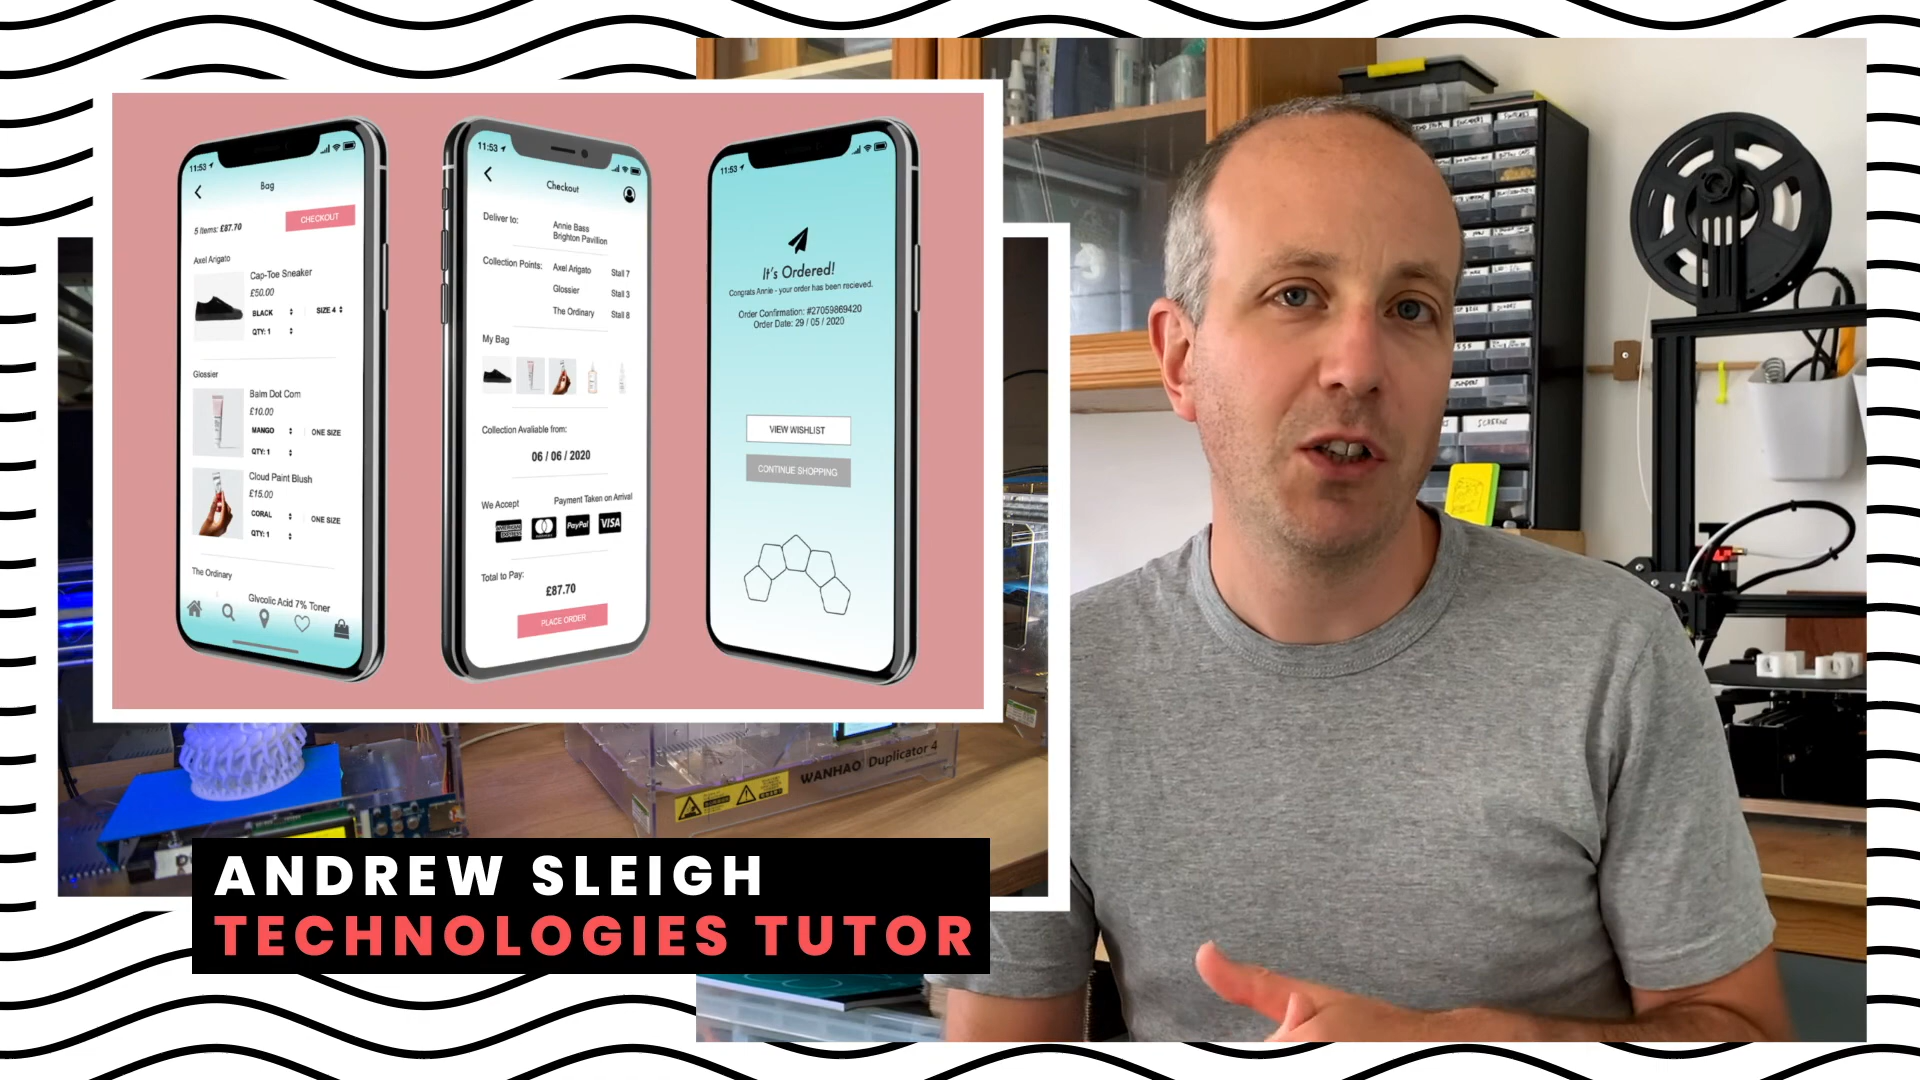 11:53
Bag
5 Items: £87.70
CHECKOUT
Axel Arigato
Cap-Toe Sneaker
£50.00
BLACK
SIZE 4
QTY: 1
Glossier
Balm Dot Com
£10.00
MANGO
ONE SIZE
QTY: 1
Cloud Paint Blush
£15.00
CORAL
ONE SIZE
QTY: 1
The Ordinary
Glycolic Acid 7% Toner
11:53
Checkout
Deliver to:
Annie Bass
Brighton Pavilion
Collection Points:
Axel Arigato
Stall 7
Glossier
Stall 3
The Ordinary
Stall 8
My Bag
Collection Avaliable from:
06 / 06 / 2020
We Accept
Payment Taken on Arrival
AMERICAN EXPRESS
PayPal
VISA
Total to Pay:
£87.70
PLACE ORDER
11:53
It's Ordered!
Congrats Annie - your order has been recieved.
Order Confirmation: #27059869420
Order Date: 29 / 05 / 2020
VIEW WISHLIST
CONTINUE SHOPPING
WANHAO Duplicator 4
ANDREW SLEIGH
TECHNOLOGIES TUTOR